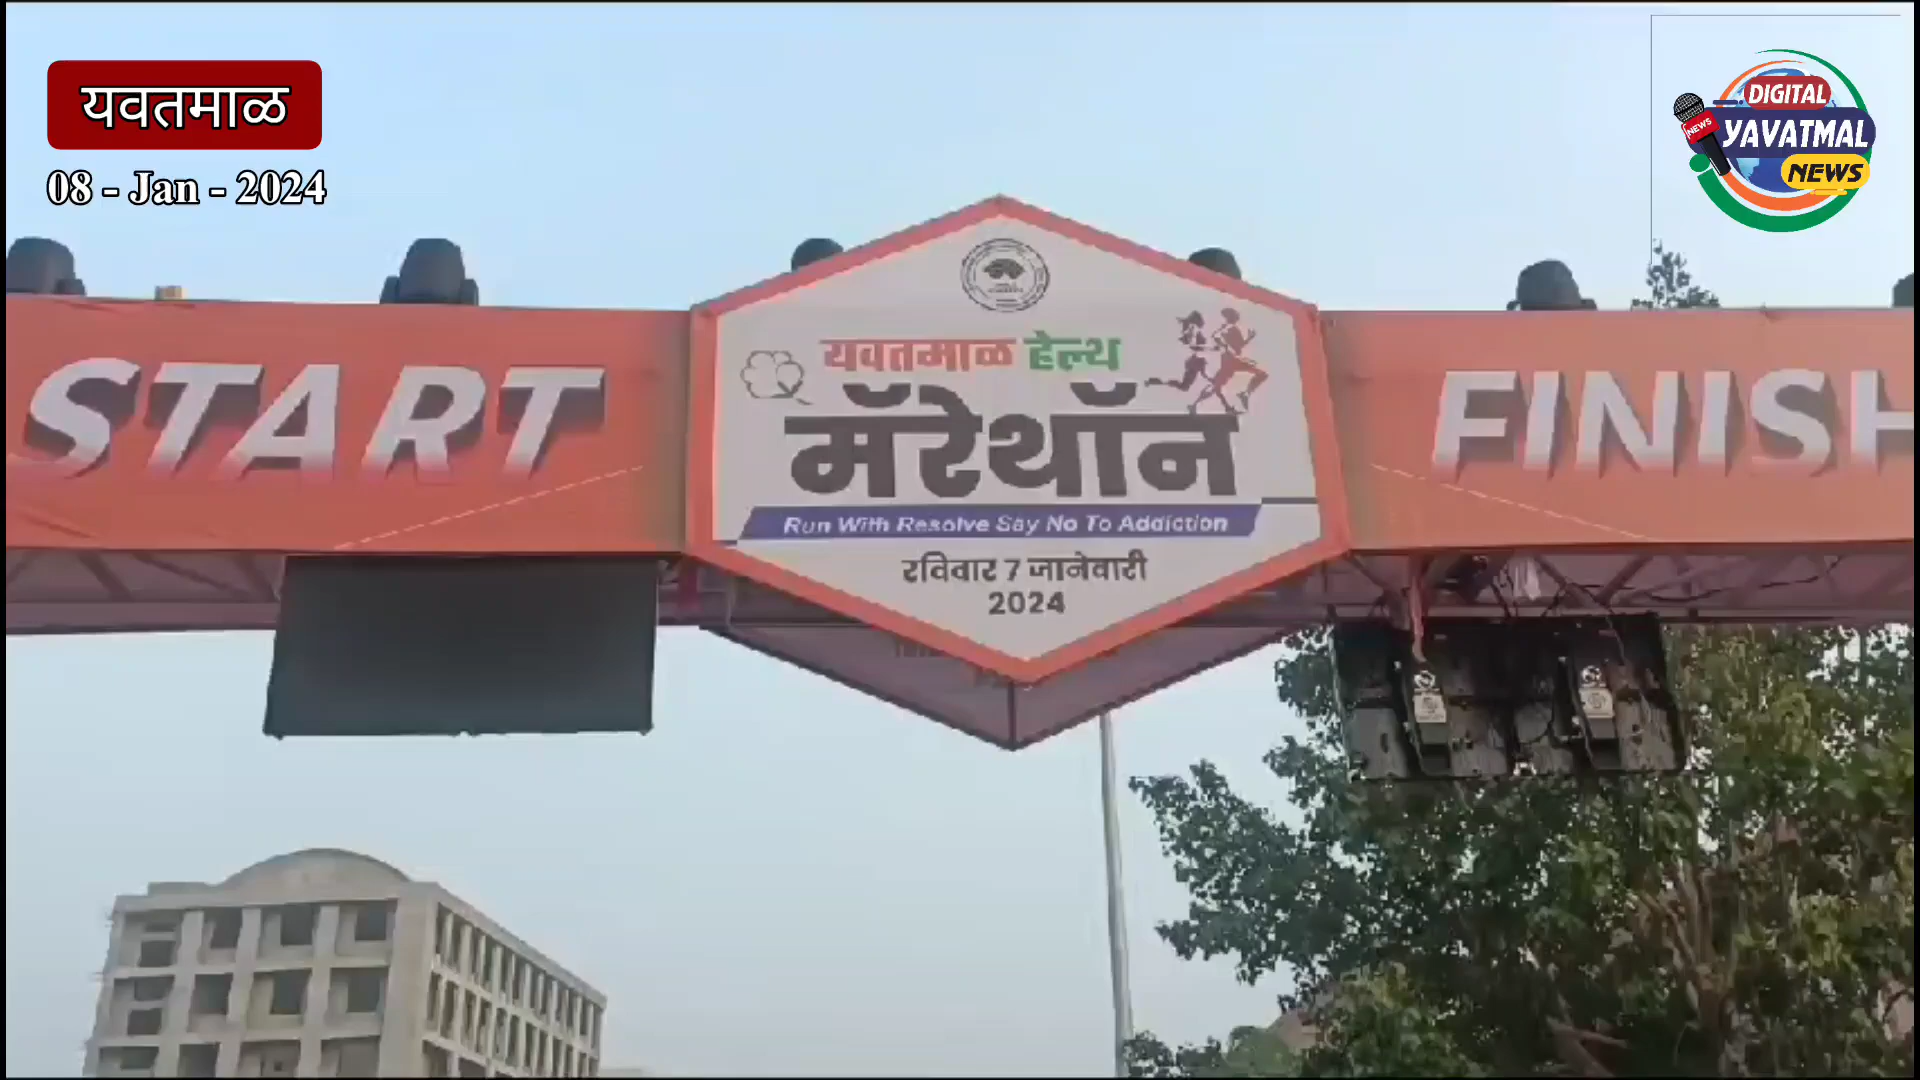 यवतमाळ
08 - Jan - 2024
DIGITAL
YAVATMAL
NEWS
NEWS
START
यवतमाळ हेल्थ
मॅरेथॉन
Run With Resolve Say No To Addiction
रविवार 7 जानेवारी
2024
FINISH